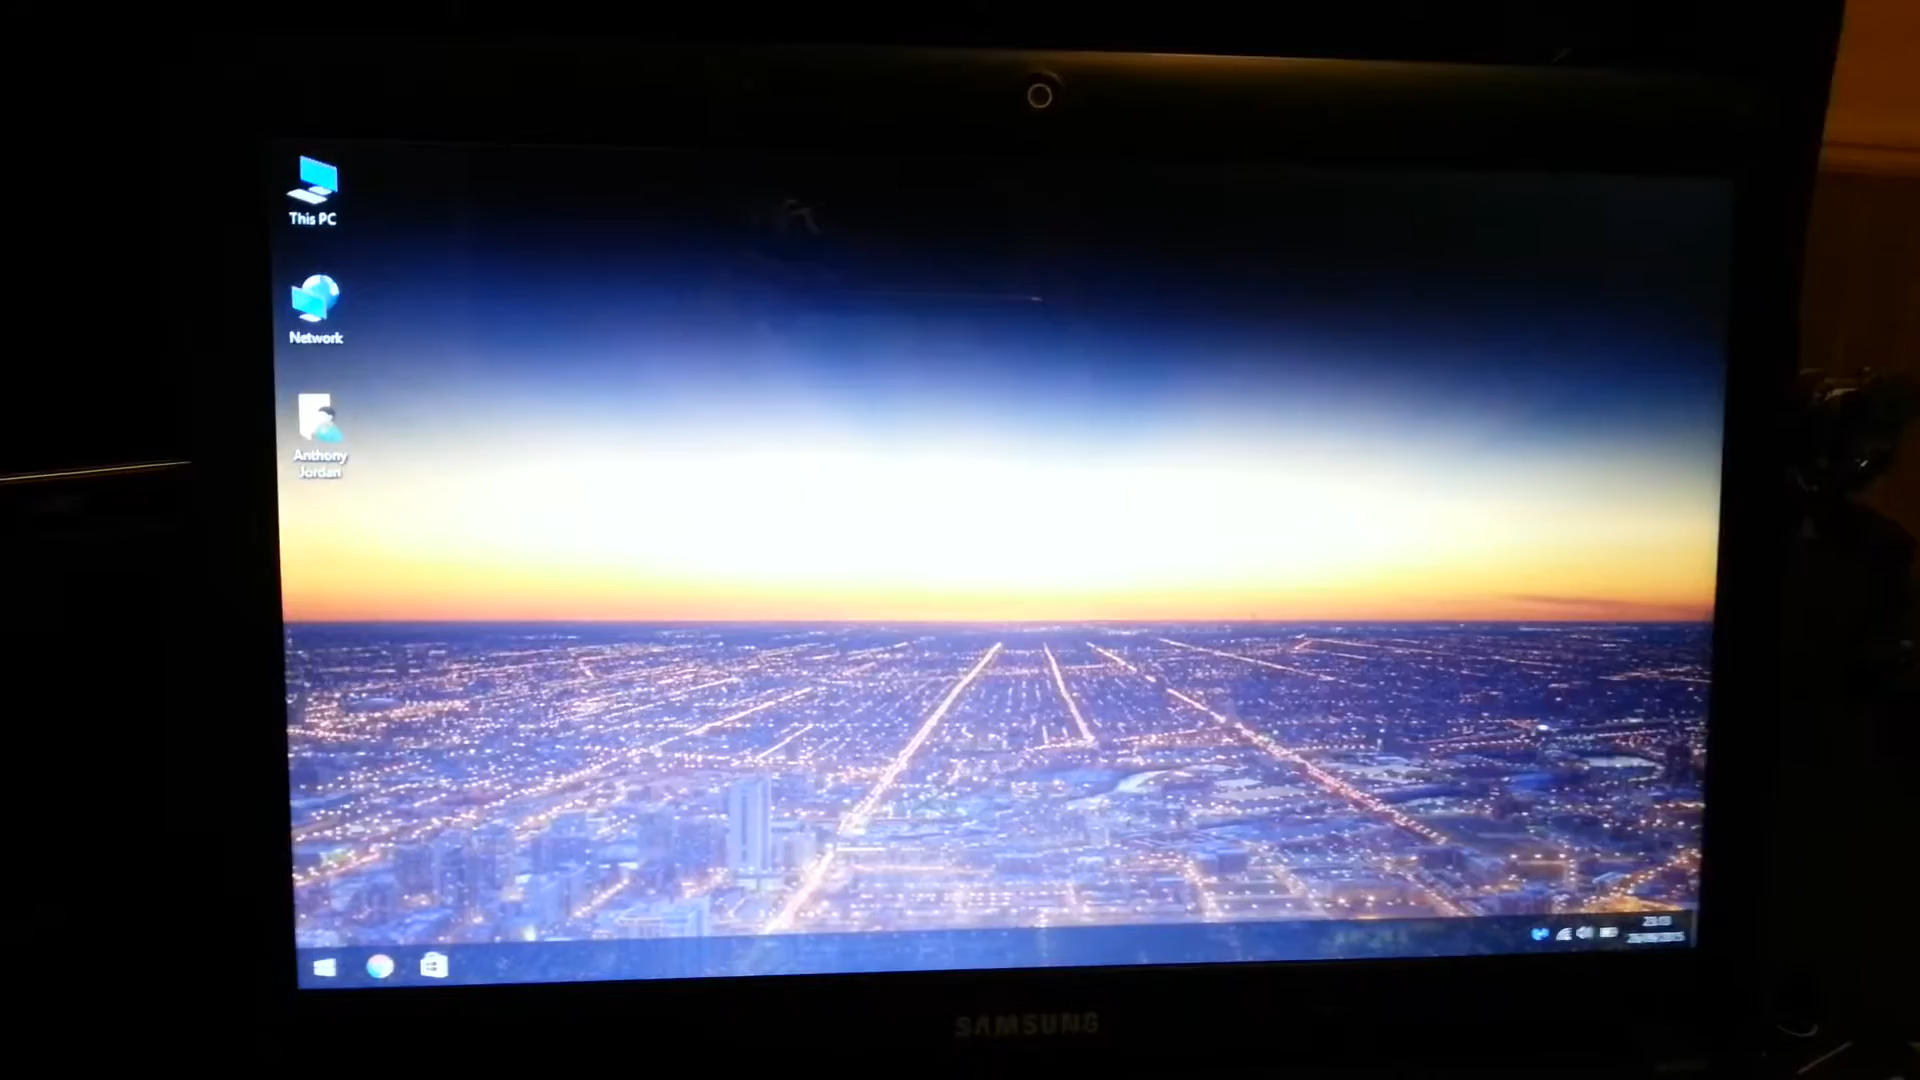 This PC
Network
Anthony
Jordan
SAMSUNG